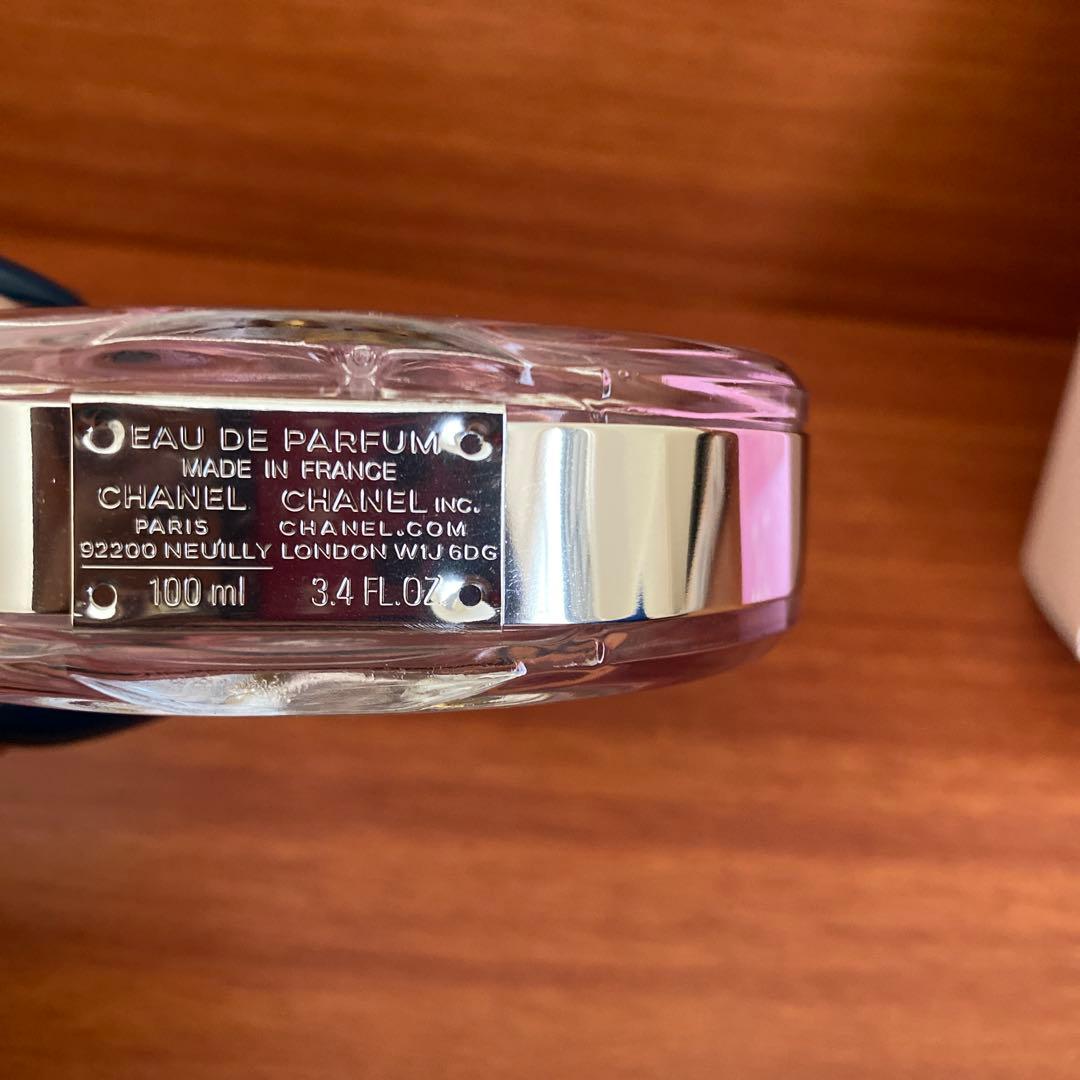 EAU DE PARFUM
MADE IN FRANCE
CHANEL CHANEL INC.
PARIS CHANEL.COM
92200 NEUILLY LONDON W1J 6DG
100 ml 3.4 FL.OZ.